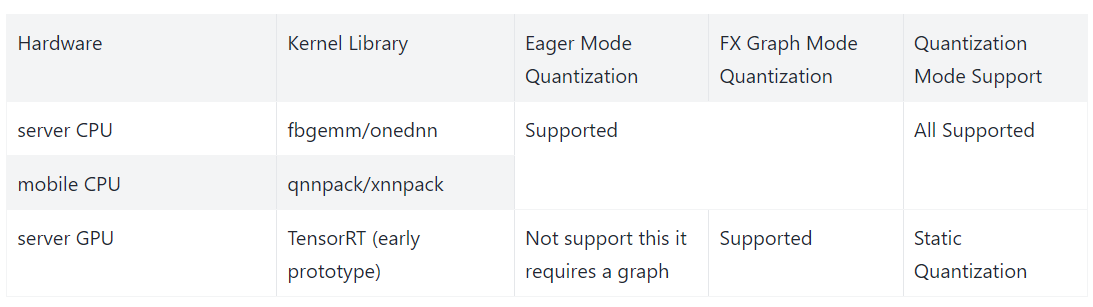 Hardware
Kernel Library
Eager Mode
Quantization
FX Graph Mode
Quantization
Quantization
Mode Support
server CPU
fbgemm/onednn
Supported
All Supported
mobile CPU
qnnpack/xnnpack
server GPU
TensorRT (early
prototype)
Not support this it
requires a graph
Supported
Static
Quantization